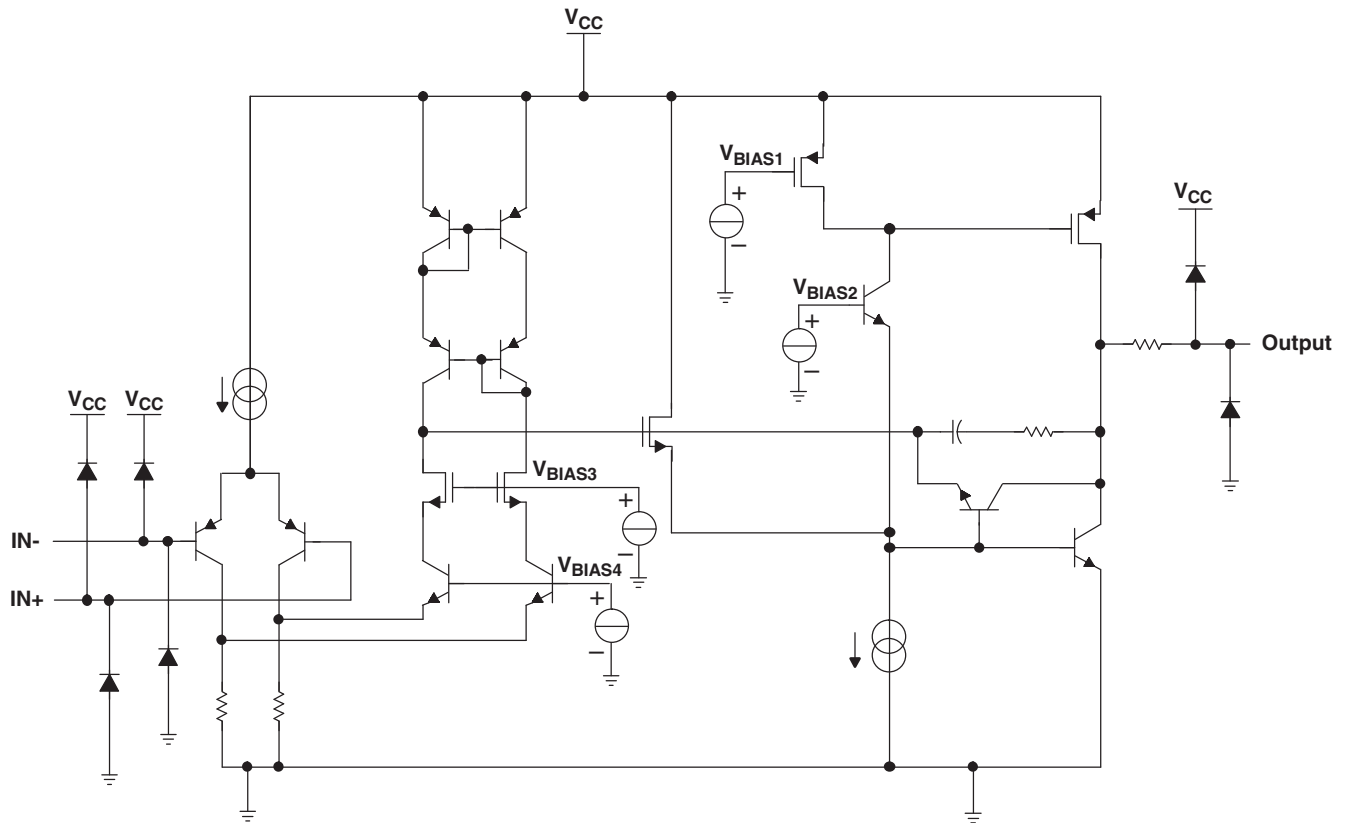 VCC
VBIAS1
VCC
VBIAS2
+
−
+
−
Output
VCC
VCC
VBIAS3
+
−
IN-
VBIAS4
IN+
+
−